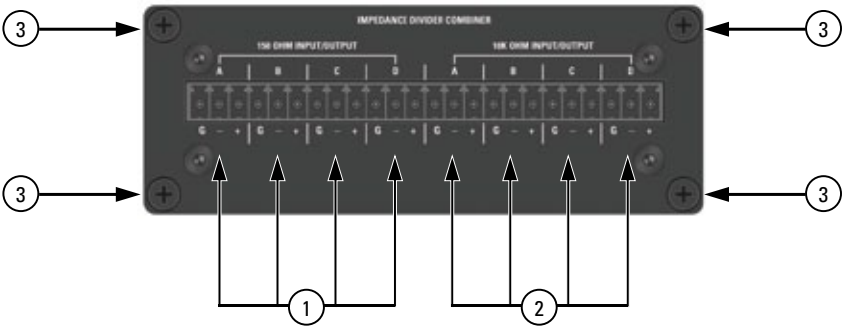 IMPEDANCE DIVIDER COMBINER
3 3
150 OHM INPUT/OUTPUT 10K OHM INPUT/OUTPUT
A B C D A B C D
G – + G – + G – + G – + G – + G – + G – + G – +
3 3
1 2